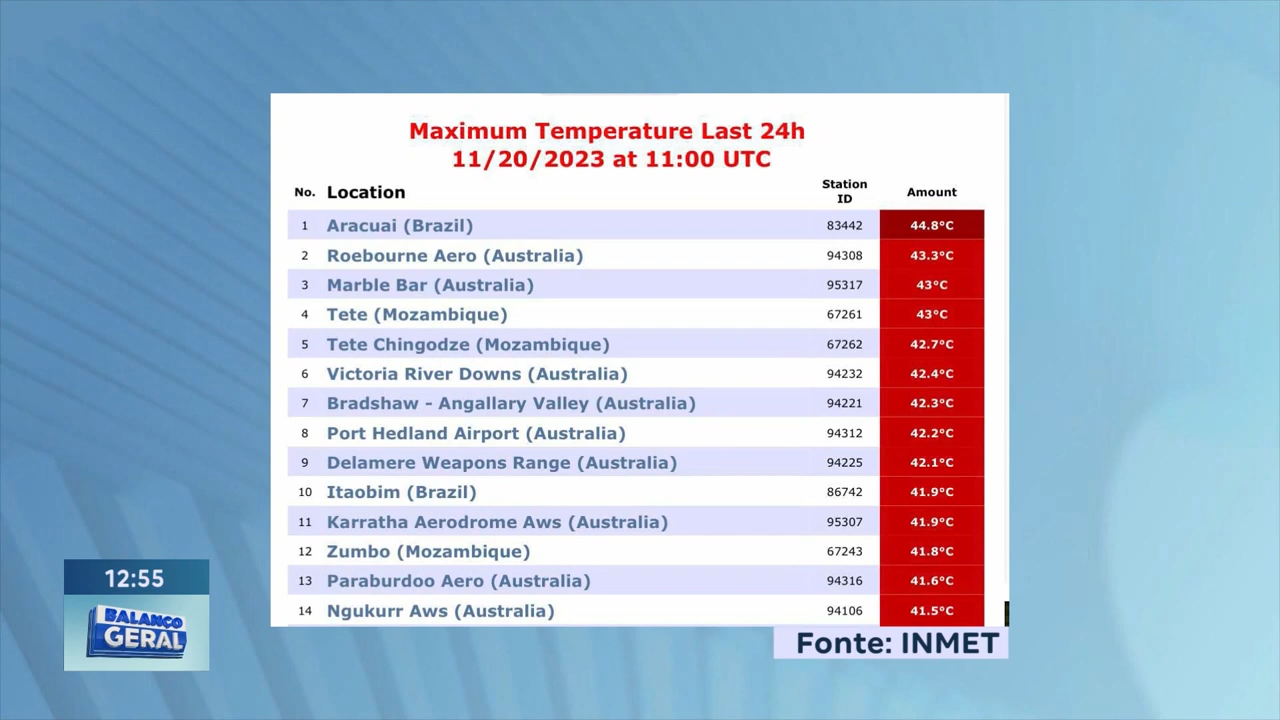 Maximum Temperature Last 24h
11/20/2023 at 11:00 UTC
No. Location Station ID Amount
1 Aracuai (Brazil) 83442 44.8°C
2 Roebourne Aero (Australia) 94308 43.3°C
3 Marble Bar (Australia) 95317 43°C
4 Tete (Mozambique) 67261 43°C
5 Tete Chingodze (Mozambique) 67262 42.7°C
6 Victoria River Downs (Australia) 94232 42.4°C
7 Bradshaw - Angallary Valley (Australia) 94221 42.3°C
8 Port Hedland Airport (Australia) 94312 42.2°C
9 Delamere Weapons Range (Australia) 94225 42.1°C
10 Itaobim (Brazil) 86742 41.9°C
11 Karratha Aerodrome Aws (Australia) 95307 41.9°C
12 Zumbo (Mozambique) 67243 41.8°C
13 Paraburdoo Aero (Australia) 94316 41.6°C
14 Ngukurr Aws (Australia) 94106 41.5°C
Fonte: INMET
12:55
BALANÇO
GERAL